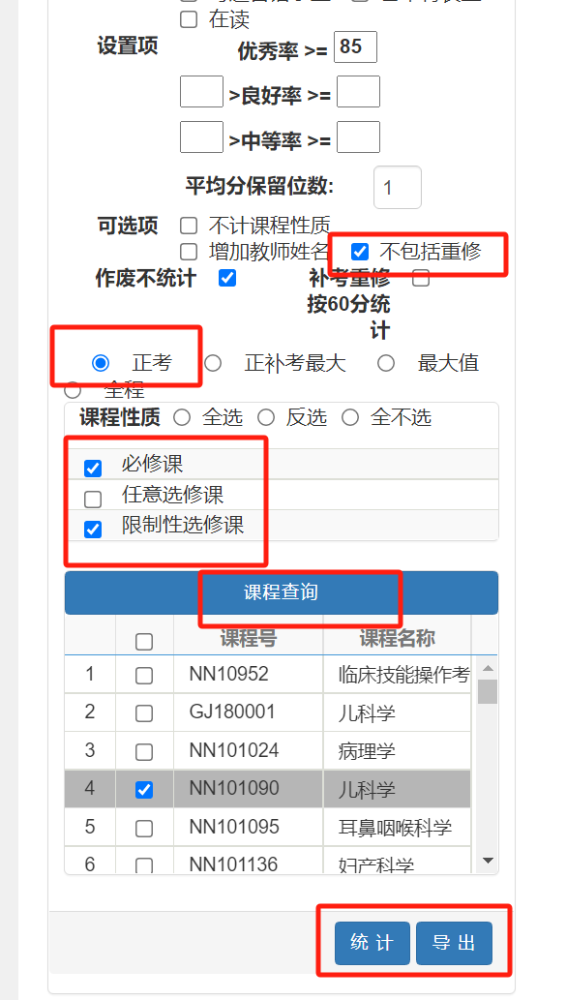 在读
设置项
优秀率 >= 85
>良好率 >=
>中等率 >=
平均分保留位数: 1
可选项 不计课程性质
增加教师姓名 不包括重修
作废不统计 补考重修
按60分统
计
正考 正补考最大 最大值
全程
课程性质 全选 反选 全不选
必修课
任意选修课
限制性选修课
课程查询
课程号 课程名称
1 NN10952 临床技能操作考
2 GJ180001 儿科学
3 NN101024 病理学
4 NN101090 儿科学
5 NN101095 耳鼻咽喉科学
6 NN101136 妇产科学
统 计 导 出